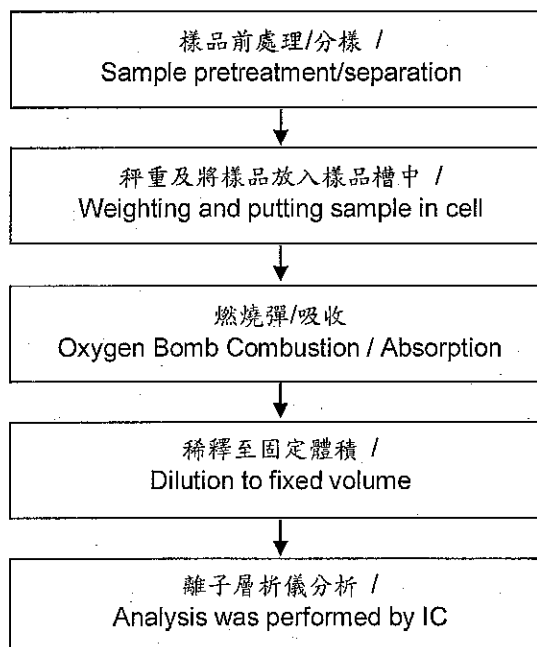 樣品前處理/分樣 /
Sample pretreatment/separation
秤重及將樣品放入樣品槽中 /
Weighting and putting sample in cell
燃燒彈/吸收
Oxygen Bomb Combustion / Absorption
稀釋至固定體積 /
Dilution to fixed volume
離子層析儀分析 /
Analysis was performed by IC